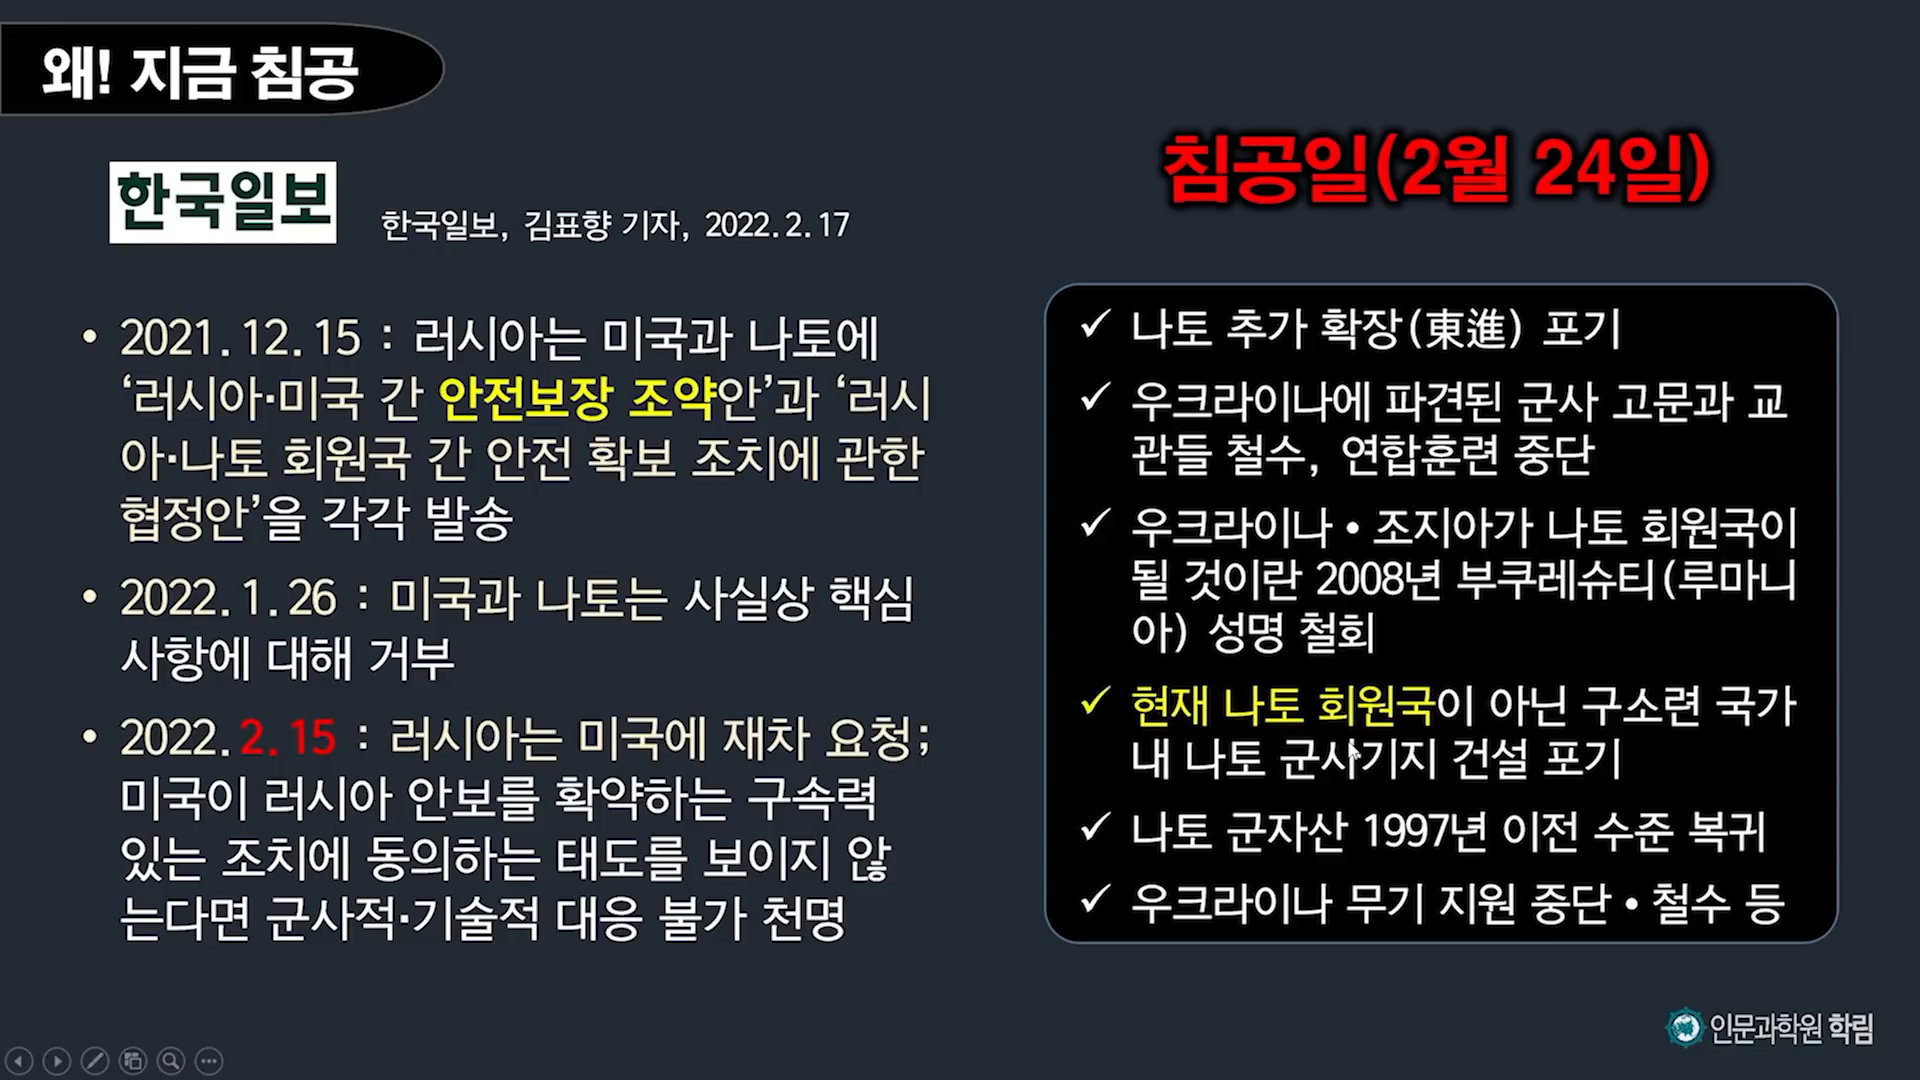 왜! 지금 침공
한국일보
한국일보, 김표향 기자, 2022.2.17
• 2021.12.15 : 러시아는 미국과 나토에
‘러시아·미국 간 안전보장 조약안’과 ‘러시
아·나토 회원국 간 안전 확보 조치에 관한
협정안’을 각각 발송
• 2022.1.26 : 미국과 나토는 사실상 핵심
사항에 대해 거부
• 2022.2.15 : 러시아는 미국에 재차 요청;
미국이 러시아 안보를 확약하는 구속력
있는 조치에 동의하는 태도를 보이지 않
는다면 군사적·기술적 대응 불가 천명
침공일(2월 24일)
✓ 나토 추가 확장(東進) 포기
✓ 우크라이나에 파견된 군사 고문과 교
관들 철수, 연합훈련 중단
✓ 우크라이나•조지아가 나토 회원국이
될 것이란 2008년 부쿠레슈티(루마니
아) 성명 철회
✓ 현재 나토 회원국이 아닌 구소련 국가
내 나토 군사기지 건설 포기
✓ 나토 군자산 1997년 이전 수준 복귀
✓ 우크라이나 무기 지원 중단•철수 등
인문과학원 학림